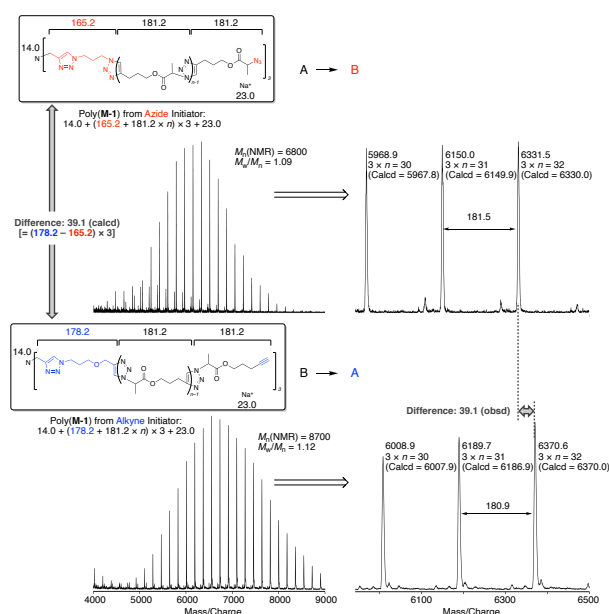 165.2 181.2 181.2
14.0
N
N
N=N
N
N
N
n-1
O
O
N
N
N
O
O
N3
3
Na+
23.0
A → B
Poly(M-1) from Azide Initiator:
14.0 + (165.2 + 181.2 × n) × 3 + 23.0
Mn(NMR) = 6800
Mw/Mn = 1.09
5968.9
3 × n = 30
(Calcd = 5967.8)
6150.0
3 × n = 31
(Calcd = 6149.9)
6331.5
3 × n = 32
(Calcd = 6330.0)
181.5
Difference: 39.1 (calcd)
[= (178.2 – 165.2) × 3]
178.2 181.2 181.2
14.0
N
N
N=N
O
N
N
N
O
O
n-1
N
N
N
O
O
3
Na+
23.0
B → A
Poly(M-1) from Alkyne Initiator:
14.0 + (178.2 + 181.2 × n) × 3 + 23.0
Difference: 39.1 (obsd)
Mn(NMR) = 8700
Mw/Mn = 1.12
6008.9
3 × n = 30
(Calcd = 6007.9)
6189.7
3 × n = 31
(Calcd = 6186.9)
6370.6
3 × n = 32
(Calcd = 6370.0)
180.9
4000 5000 6000 7000 8000 9000
Mass/Charge
6100 6300 6500
Mass/Charge